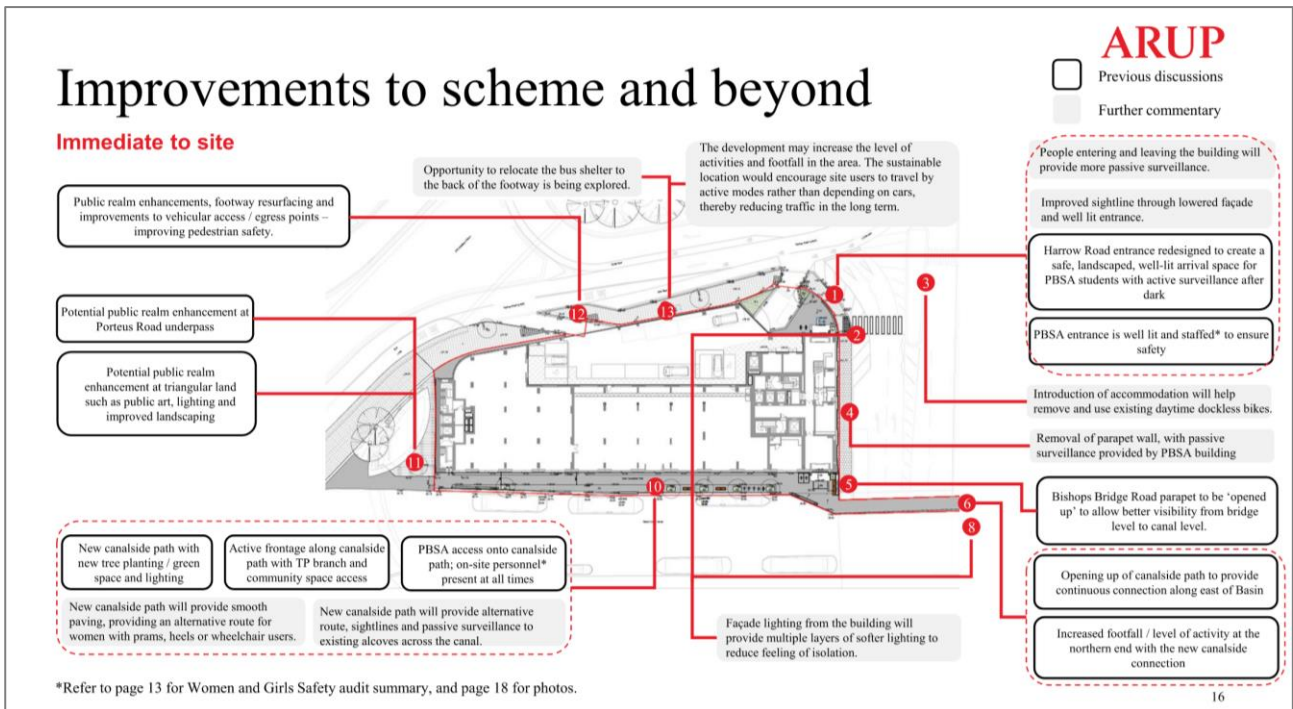 ARUP
Improvements to scheme and beyond
Previous discussions
Further commentary
Immediate to site
Opportunity to relocate the bus shelter to
the back of the footway is being explored.
The development may increase the level of
activities and footfall in the area. The sustainable
location would encourage site users to travel by
active modes rather than depending on cars,
thereby reducing traffic in the long term.
People entering and leaving the building will
provide more passive surveillance.
Improved sightline through lowered façade
and well lit entrance.
Harrow Road entrance redesigned to create a
safe, landscaped, well-lit arrival space for
PBSA students with active surveillance after
dark
PBSA entrance is well lit and staffed* to ensure
safety
Introduction of accommodation will help
remove and use existing daytime dockless bikes.
Removal of parapet wall, with passive
surveillance provided by PBSA building
Bishops Bridge Road parapet to be ‘opened
up’ to allow better visibility from bridge
level to canal level.
Opening up of canalside path to provide
continuous connection along east of Basin
Increased footfall / level of activity at the
northern end with the new canalside
connection
Public realm enhancements, footway resurfacing and
improvements to vehicular access / egress points –
improving pedestrian safety.
Potential public realm enhancement at
Porteus Road underpass
Potential public realm
enhancement at triangular land
such as public art, lighting and
improved landscaping
1
3
12
13
2
4
11
10
5
6
8
New canalside path with
new tree planting / green
space and lighting
Active frontage along canalside
path with TP branch and
community space access
PBSA access onto canalside
path; on-site personnel*
present at all times
New canalside path will provide smooth
paving, providing an alternative route for
women with prams, heels or wheelchair users.
New canalside path will provide alternative
route, sightlines and passive surveillance to
existing alcoves across the canal.
Façade lighting from the building will
provide multiple layers of softer lighting to
reduce feeling of isolation.
*Refer to page 13 for Women and Girls Safety audit summary, and page 18 for photos.
16